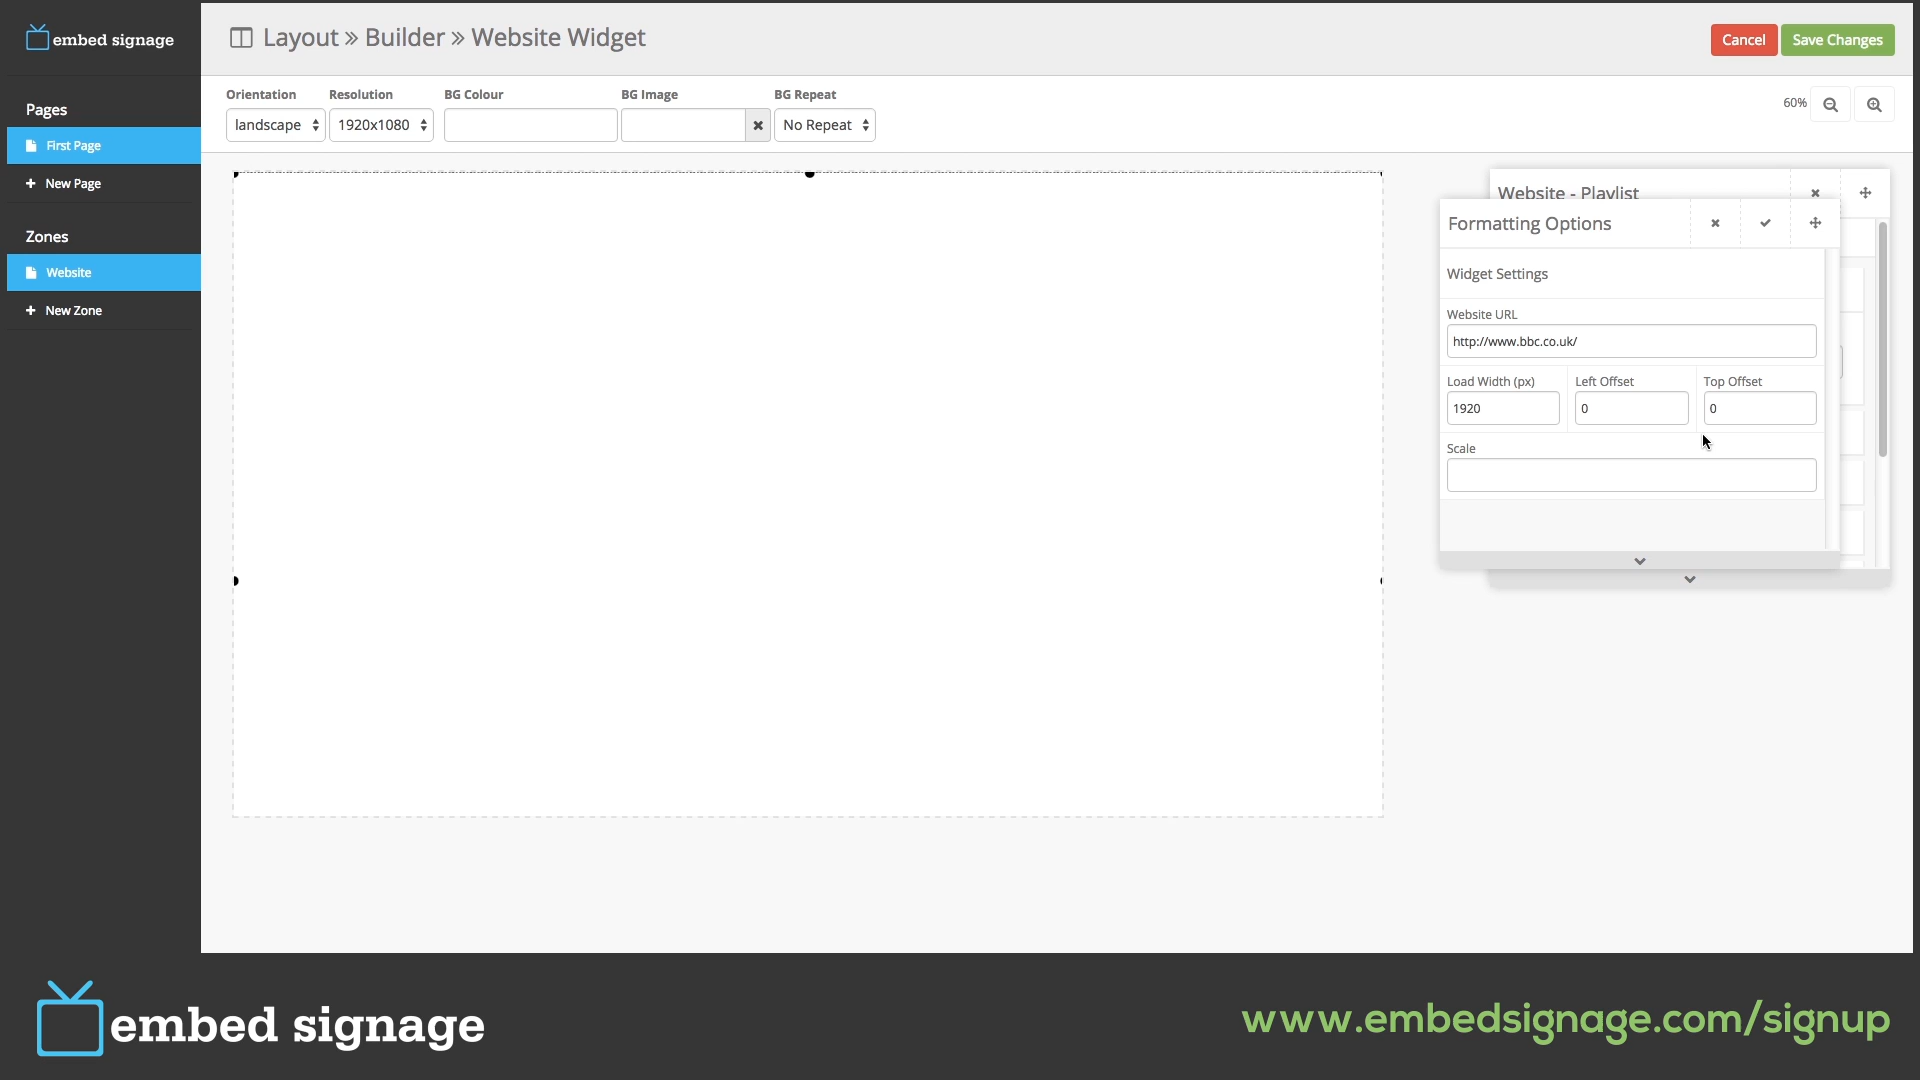 embed signage
Layout » Builder » Website Widget
Cancel
Save Changes
Pages
First Page
New Page
Zones
Website
New Zone
Orientation
Resolution
BG Colour
BG Image
BG Repeat
landscape
1920x1080
No Repeat
60%
Website - Playlist
Formatting Options
Widget Settings
Website URL
http://www.bbc.co.uk/
Load Width (px)
Left Offset
Top Offset
1920
0
0
Scale
embed signage
www.embedsignage.com/signup